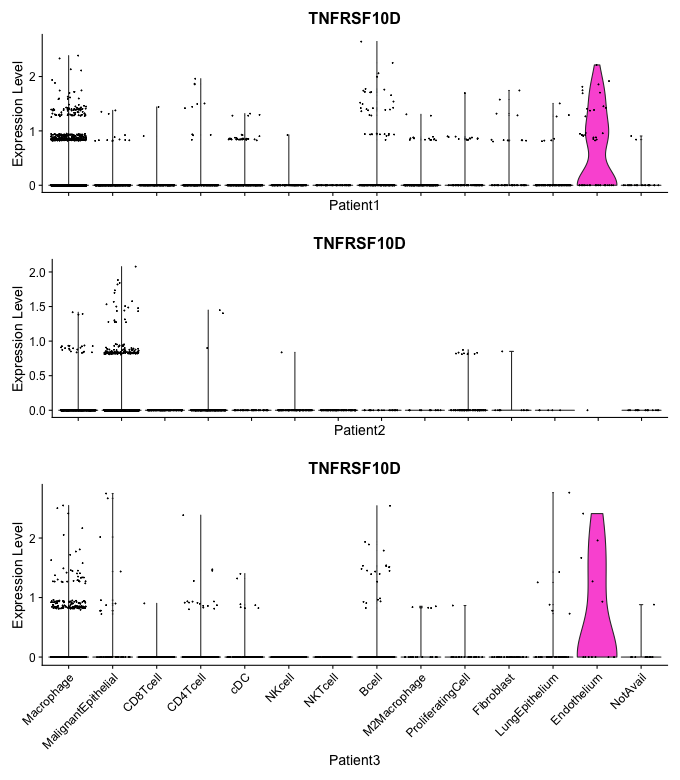 TNFRSF10D
Expression Level
2
1
0
Patient1
TNFRSF10D
Expression Level
2.0
1.5
1.0
0.5
0.0
Patient2
TNFRSF10D
Expression Level
2
1
0
Macrophage
MalignantEpithelial
CD8Tcell
CD4Tcell
cDC
NKcell
NKTcell
Bcell
M2Macrophage
ProliferatingCell
Fibroblast
LungEpithelium
Endothelium
NotAvail
Patient3